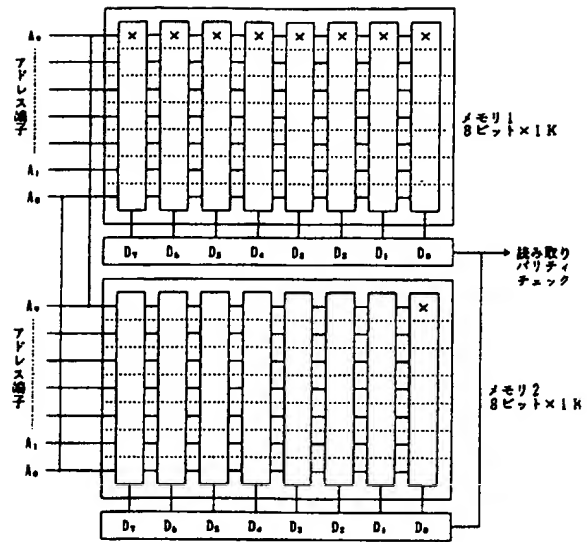 A₉
アドレス端子
A₁
A₀
× × × × × × × ×
メモリ1
8ビット×1K
D₇ D₆ D₅ D₄ D₃ D₂ D₁ D₀
読み取り
パリティ
チェック
A₉
アドレス端子
A₁
A₀
×
メモリ2
8ビット×1K
D₇ D₆ D₅ D₄ D₃ D₂ D₁ D₀